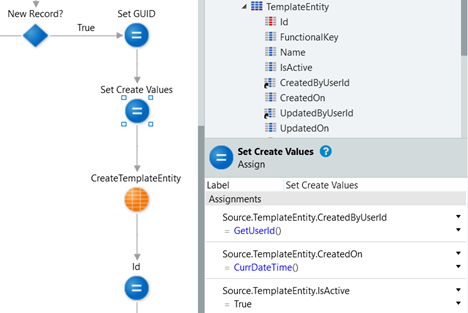 New Record?
True
Set GUID
Set Create Values
CreateTemplateEntity
Id
TemplateEntity
Id
FunctionalKey
Name
IsActive
CreatedByUserId
CreatedOn
UpdatedByUserId
UpdatedOn
Set Create Values ?
Assign
Label Set Create Values
Assignments
Source.TemplateEntity.CreatedByUserId
= GetUserId()
Source.TemplateEntity.CreatedOn
= CurrDateTime()
Source.TemplateEntity.IsActive
= True